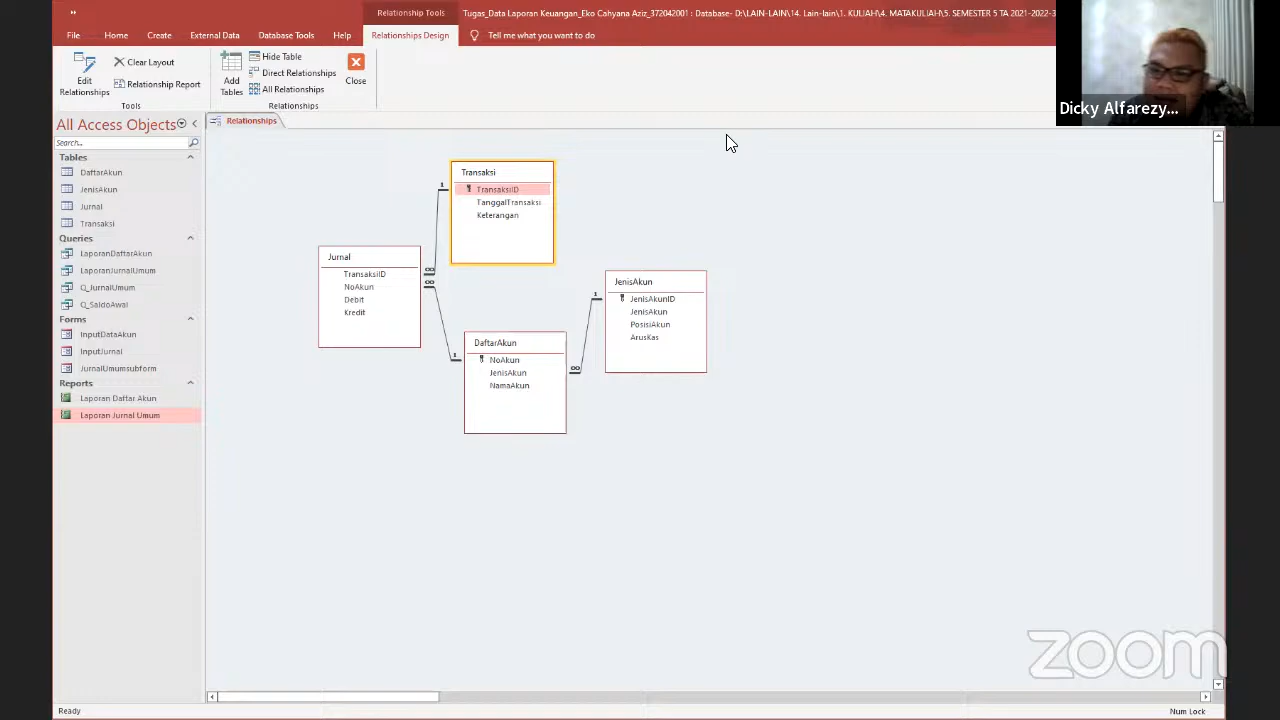 Relationship Tools
Tugas_Data Laporan Keuangan_Eko Cahyana Aziz_372042001 : Database- D:\LAIN-LAIN\14. Lain-lain\1. KULIAH\4. MATAKULIAH\5. SEMESTER 5 TA 2021-2022-3
File Home Create External Data Database Tools Help Relationships Design Tell me what you want to do
Edit Relationships
Clear Layout
Relationship Report
Tools
Add Tables
Hide Table
Direct Relationships
All Relationships
Relationships
Close
Dicky Alfarezy...
All Access Objects
Search...
Tables
DaftarAkun
JenisAkun
Jurnal
Transaksi
Queries
LaporanDaftarAkun
LaporanJurnalUmum
Q_JurnalUmum
Q_SaldoAwal
Forms
InputDataAkun
InputJurnal
JurnalUmumsubform
Reports
Laporan Daftar Akun
Laporan Jurnal Umum
Relationships
Transaksi
TransaksiID
TanggalTransaksi
Keterangan
Jurnal
TransaksiID
NoAkun
Debit
Kredit
JenisAkun
JenisAkunID
JenisAkun
PosisiAkun
ArusKas
DaftarAkun
NoAkun
JenisAkun
NamaAkun
1
∞
∞
1
1
∞
zoom
Ready
Num Lock